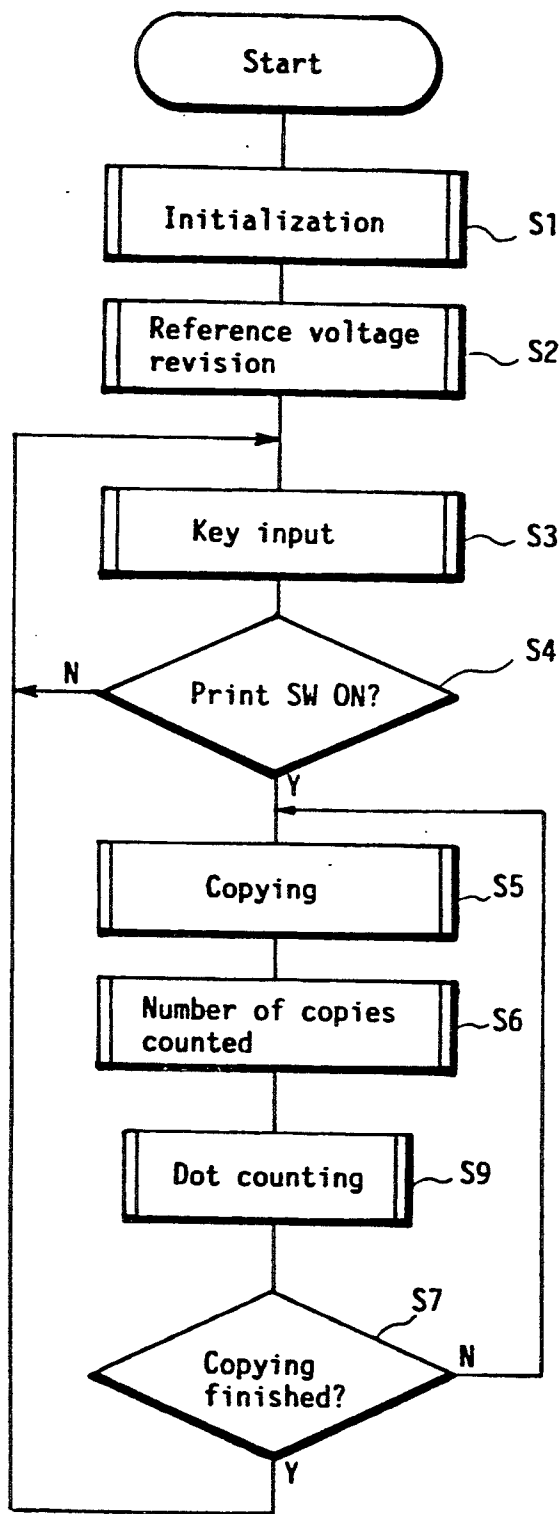 Start
Initialization
S1
Reference voltage
revision
S2
Key input
S3
S4
N
Print SW ON?
Y
Copying
S5
Number of copies
counted
S6
Dot counting
S9
S7
N
Copying
finished?
Y